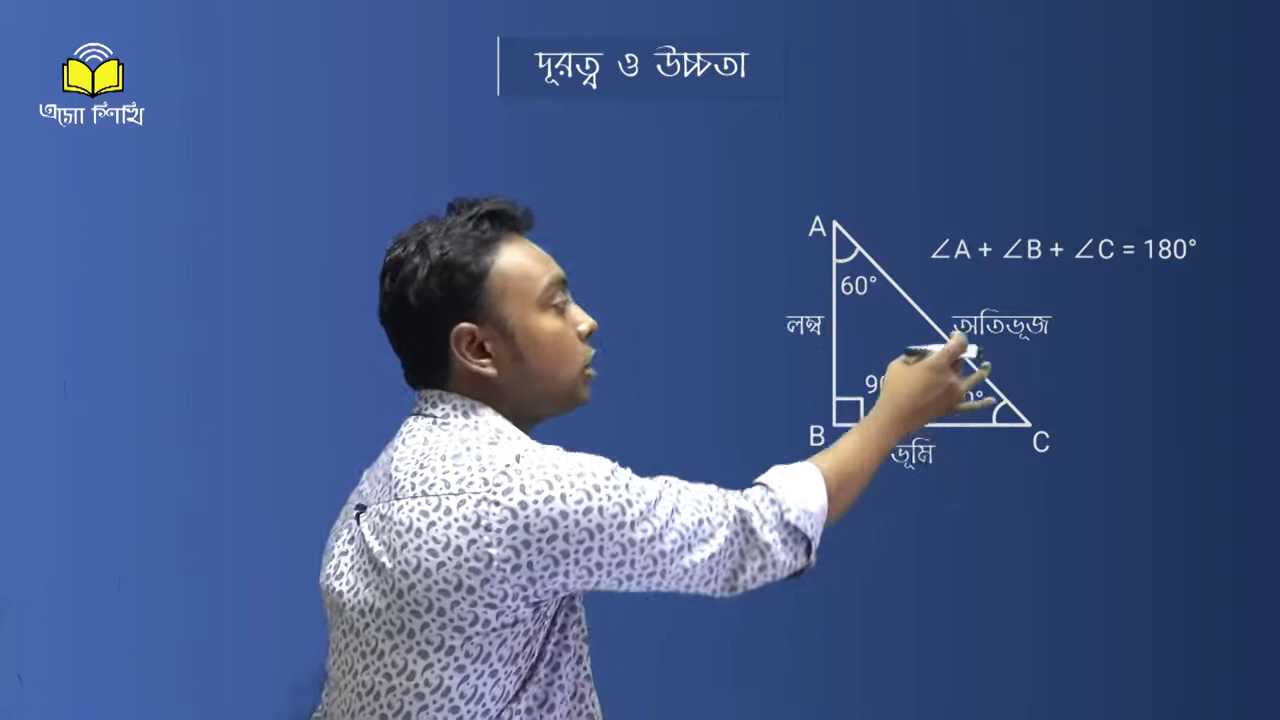 দূরত্ব ও উচ্চতা
এসো শিখি
A
∠A + ∠B + ∠C = 180°
60°
লম্ব
অতিভূজ
B
ভূমি
C